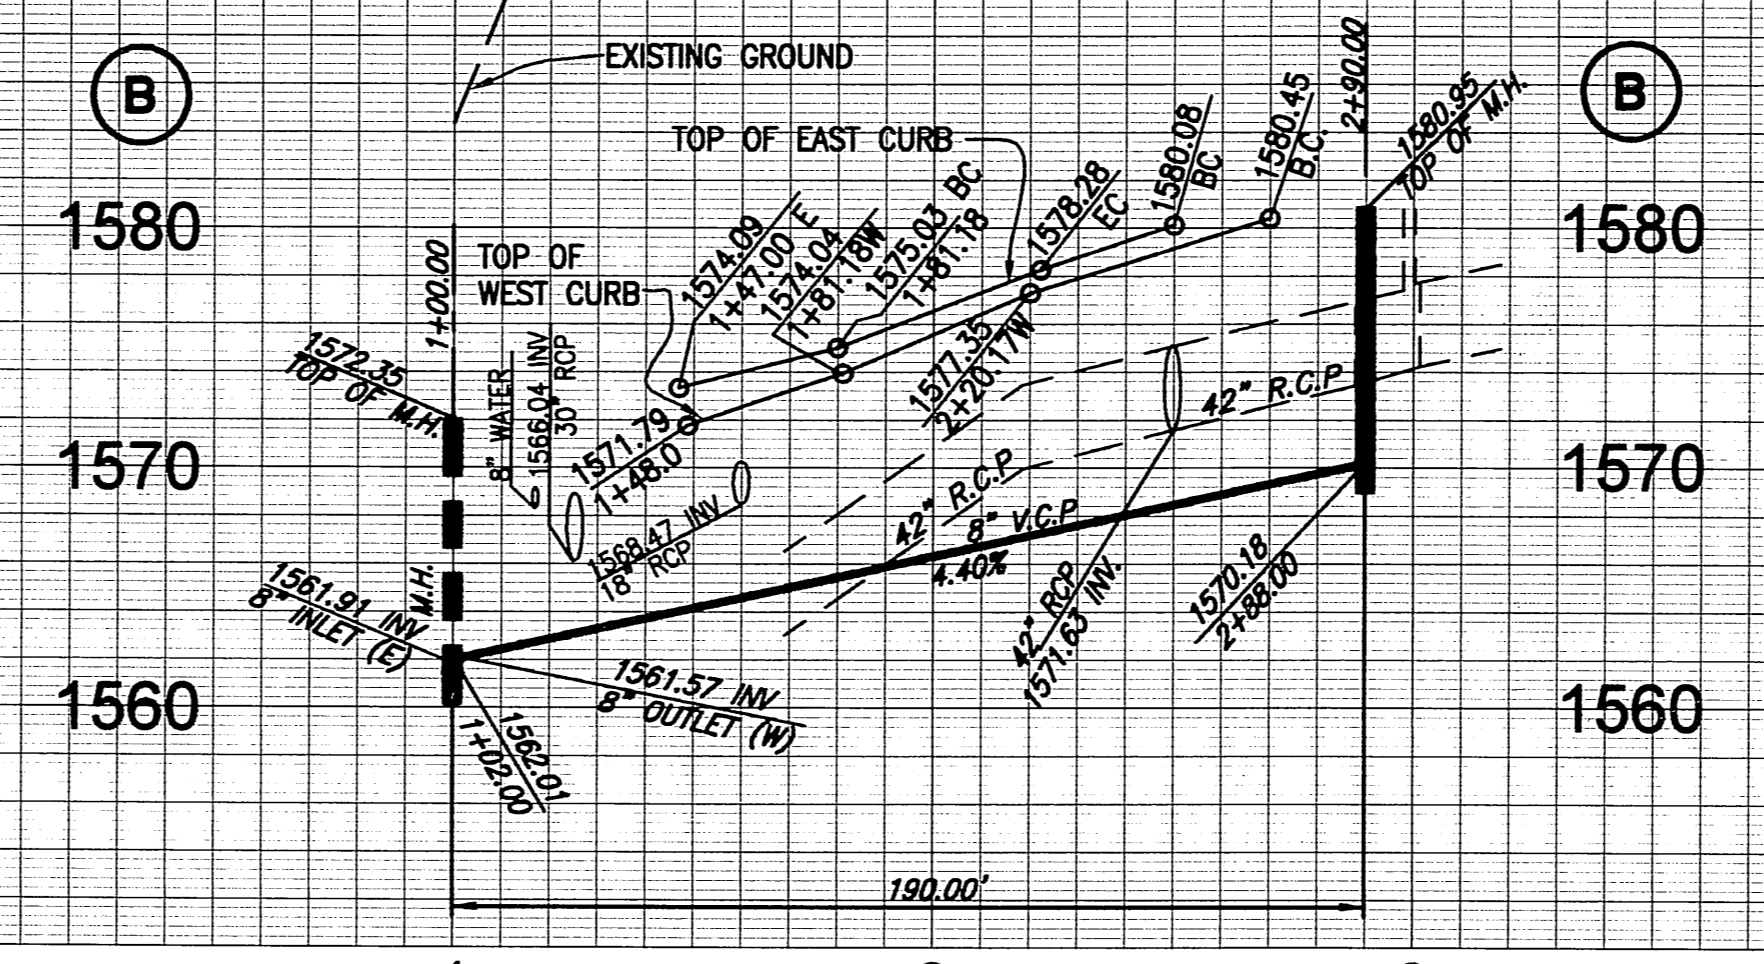 B
EXISTING GROUND
2+90.00
B
TOP OF EAST CURB
1580.08
BC
1580.45
B.C.
1580.95
TOP OF M.H.
1580
1580
1+00.00
TOP OF
WEST CURB
1574.09
1+47.00 E
1574.04
1+81.18W
1575.03 BC
1+81.18
1578.28
EC
1572.35
TOP OF M.H.
8" WATER
1566.04 INV
30" RCP
1577.35
2+20.17W
42" R.C.P
1570
1570
1571.79
1+48.0
1568.47 INV
18" RCP
42" R.C.P
8" V.C.P
4.40%
M.H.
1561.91 INV
8" INLET (E)
42" RCP
1571.63 INV.
1570.18
2+88.00
1560
1560
1561.57 INV
8" OUTLET (W)
1562.01
1+02.00
190.00'